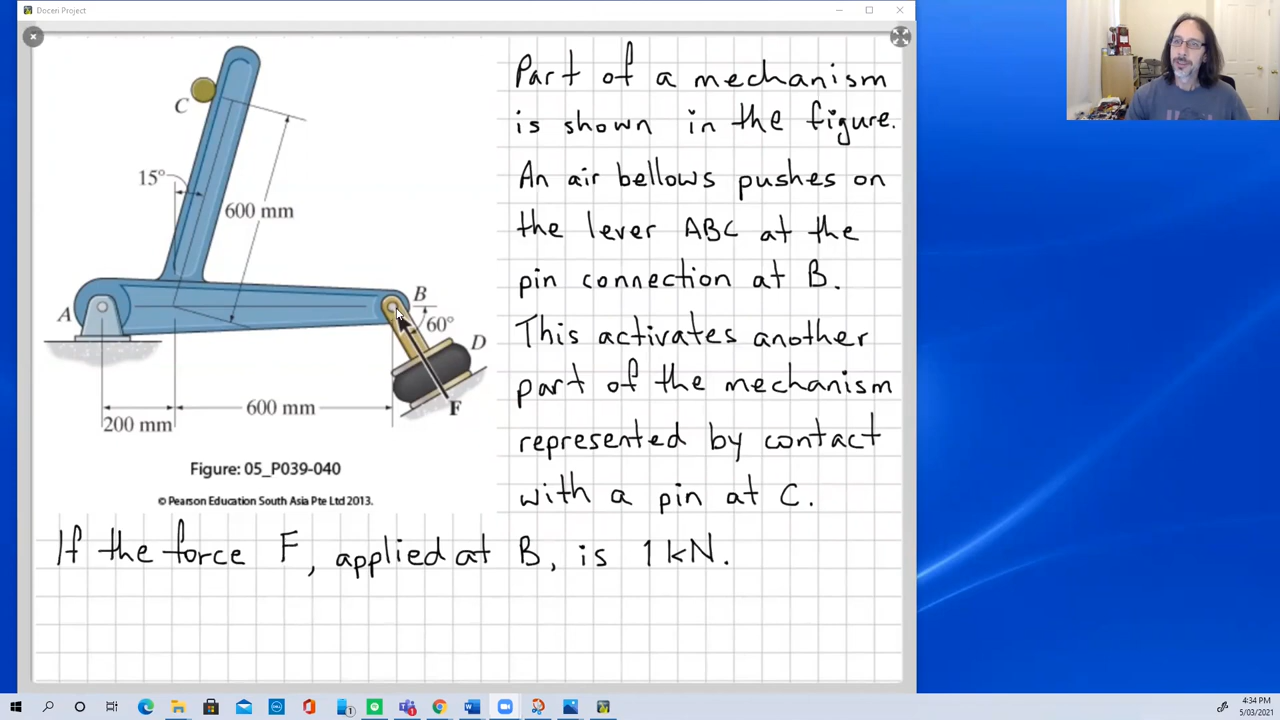 Doceri Project
Part of a mechanism
is shown in the figure.
An air bellows pushes on
the lever ABC at the
pin connection at B.
This activates another
part of the mechanism
represented by contact
with a pin at C.
C
15°
600 mm
A
B
60°
D
F
600 mm
200 mm
Figure: 05_P039-040
© Pearson Education South Asia Pte Ltd 2013.
If the force F, applied at B, is 1 kN.
4:34 PM
5/03/2021